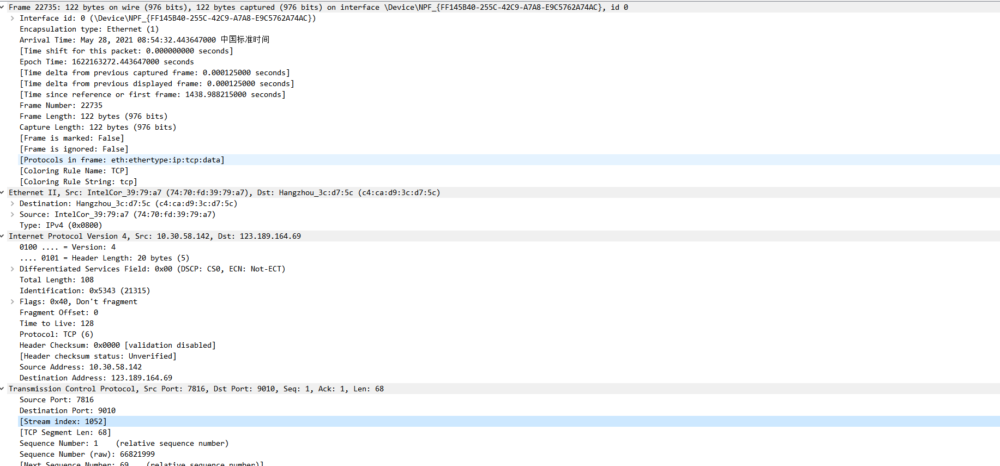 Frame 22735: 122 bytes on wire (976 bits), 122 bytes captured (976 bits) on interface \Device\NPF_{FF145B40-255C-42C9-A7A8-E9C5762A74AC}, id 0
Interface id: 0 (\Device\NPF_{FF145B40-255C-42C9-A7A8-E9C5762A74AC})
Encapsulation type: Ethernet (1)
Arrival Time: May 28, 2021 08:54:32.443647000 中国标准时间
[Time shift for this packet: 0.000000000 seconds]
Epoch Time: 1622163272.443647000 seconds
[Time delta from previous captured frame: 0.000125000 seconds]
[Time delta from previous displayed frame: 0.000125000 seconds]
[Time since reference or first frame: 1438.988215000 seconds]
Frame Number: 22735
Frame Length: 122 bytes (976 bits)
Capture Length: 122 bytes (976 bits)
[Frame is marked: False]
[Frame is ignored: False]
[Protocols in frame: eth:ethertype:ip:tcp:data]
[Coloring Rule Name: TCP]
[Coloring Rule String: tcp]
Ethernet II, Src: IntelCor_39:79:a7 (74:70:fd:39:79:a7), Dst: Hangzhou_3c:d7:5c (c4:ca:d9:3c:d7:5c)
Destination: Hangzhou_3c:d7:5c (c4:ca:d9:3c:d7:5c)
Source: IntelCor_39:79:a7 (74:70:fd:39:79:a7)
Type: IPv4 (0x0800)
Internet Protocol Version 4, Src: 10.30.58.142, Dst: 123.189.164.69
0100 .... = Version: 4
.... 0101 = Header Length: 20 bytes (5)
Differentiated Services Field: 0x00 (DSCP: CS0, ECN: Not-ECT)
Total Length: 108
Identification: 0x5343 (21315)
Flags: 0x40, Don't fragment
Fragment Offset: 0
Time to Live: 128
Protocol: TCP (6)
Header Checksum: 0x0000 [validation disabled]
[Header checksum status: Unverified]
Source Address: 10.30.58.142
Destination Address: 123.189.164.69
Transmission Control Protocol, Src Port: 7816, Dst Port: 9010, Seq: 1, Ack: 1, Len: 68
Source Port: 7816
Destination Port: 9010
[Stream index: 1052]
[TCP Segment Len: 68]
Sequence Number: 1    (relative sequence number)
Sequence Number (raw): 66821999
[Next Sequence Number: 69    (relative sequence number)]